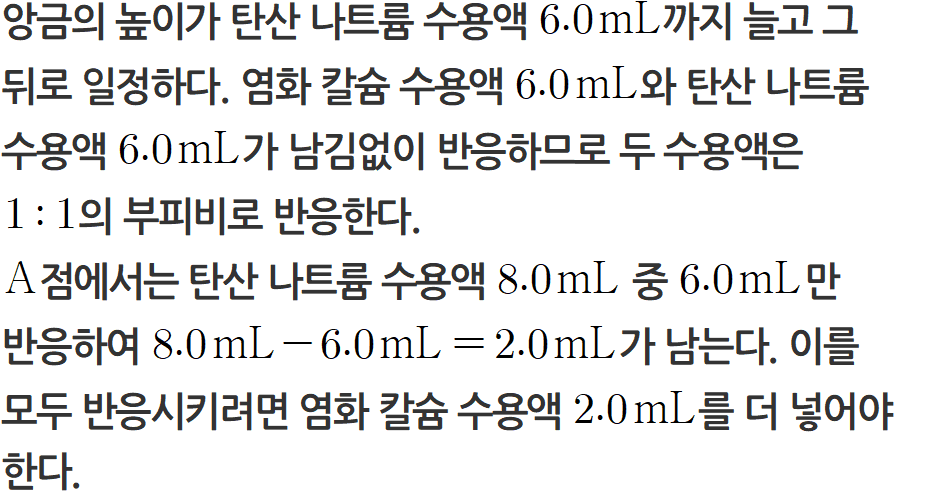 앙금의 높이가 탄산 나트륨 수용액 6.0 mL까지 늘고 그
뒤로 일정하다. 염화 칼슘 수용액 6.0 mL와 탄산 나트륨
수용액 6.0 mL가 남김없이 반응하므로 두 수용액은
1 : 1의 부피비로 반응한다.
A점에서는 탄산 나트륨 수용액 8.0 mL 중 6.0 mL만
반응하여 8.0 mL − 6.0 mL = 2.0 mL가 남는다. 이를
모두 반응시키려면 염화 칼슘 수용액 2.0 mL를 더 넣어야
한다.